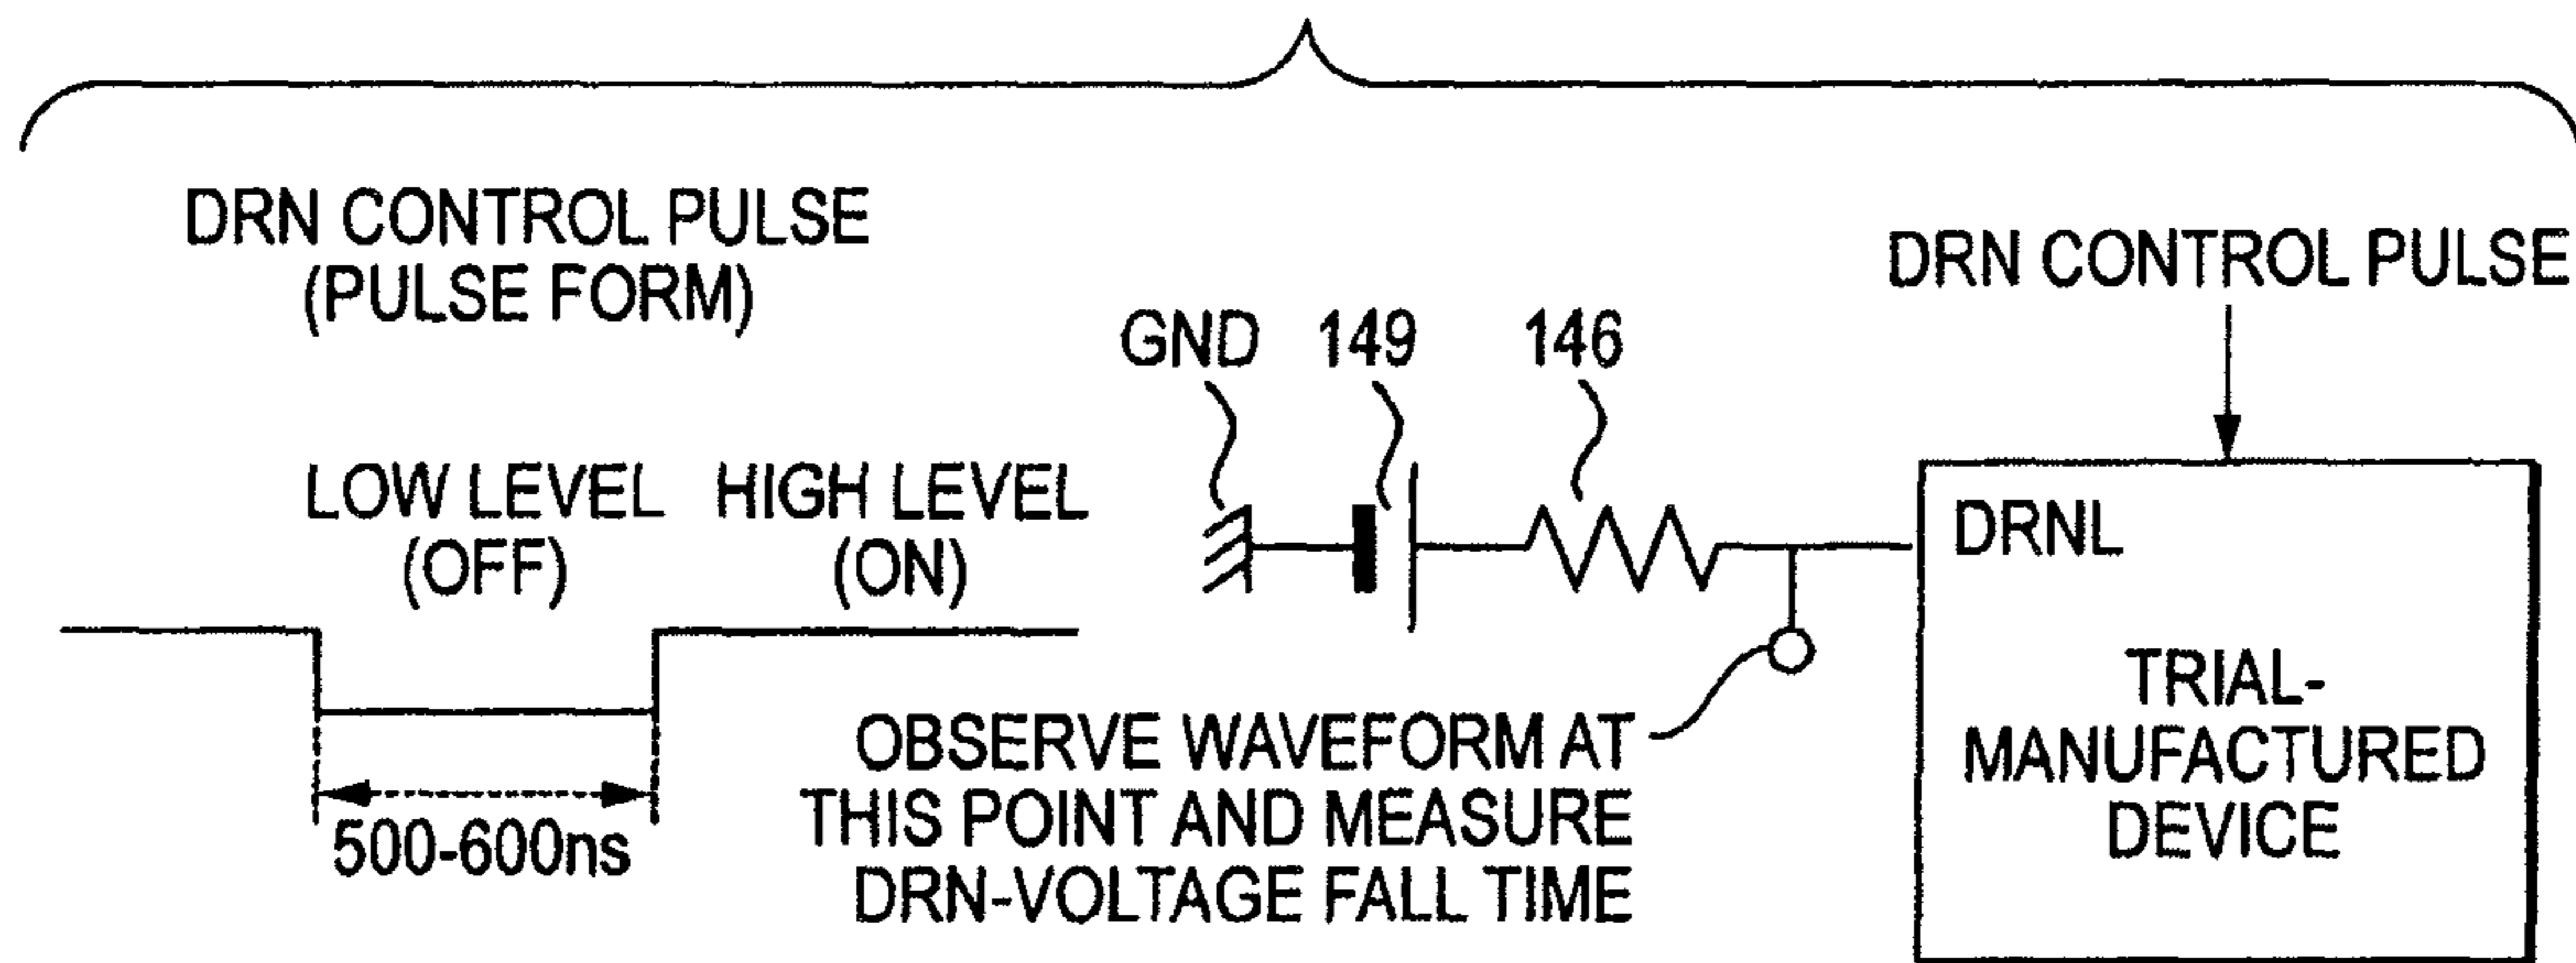 DRN CONTROL PULSE
(PULSE FORM)
DRN CONTROL PULSE
GND
149
146
LOW LEVEL
(OFF)
HIGH LEVEL
(ON)
500-600ns
OBSERVE WAVEFORM AT
THIS POINT AND MEASURE
DRN-VOLTAGE FALL TIME
DRNL
TRIAL-
MANUFACTURED
DEVICE